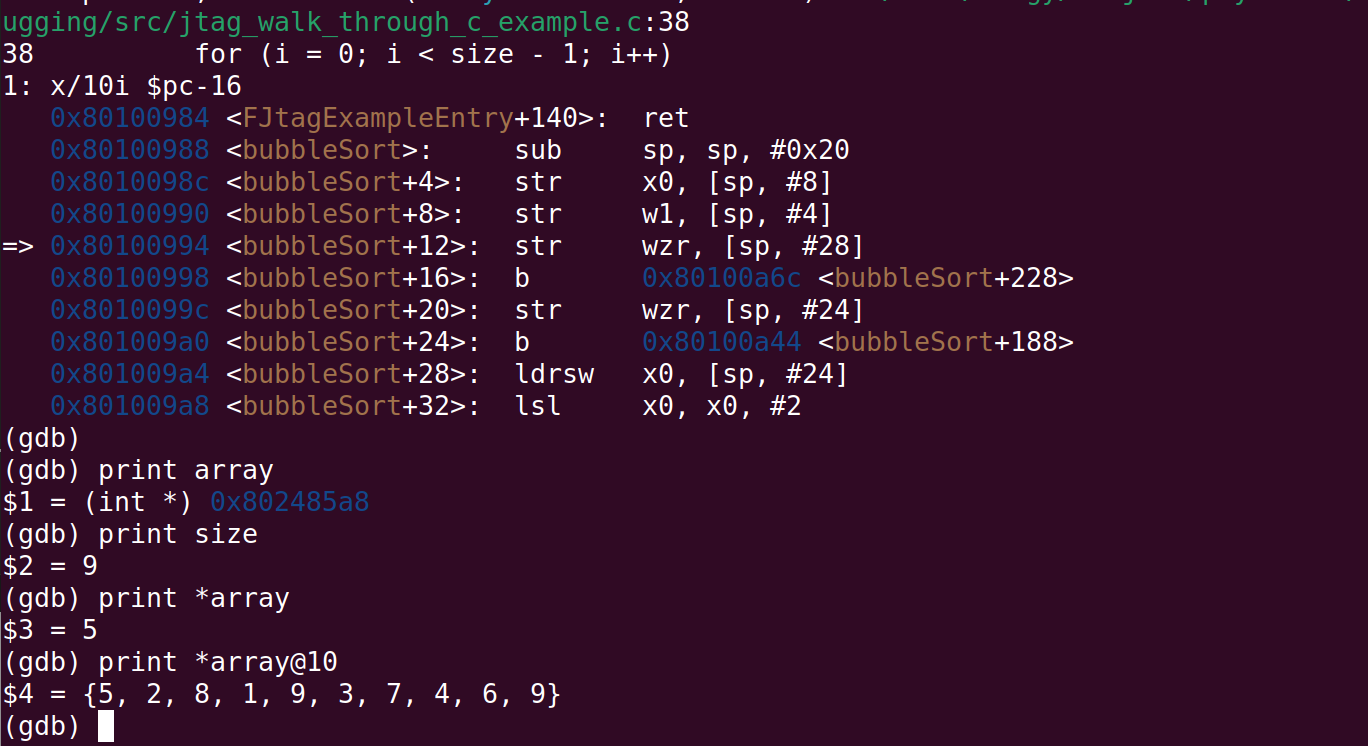 ugging/src/jtag_walk_through_c_example.c:38
38          for (i = 0; i < size - 1; i++)
1: x/10i $pc-16
   0x80100984 <FJtagExampleEntry+140>:  ret
   0x80100988 <bubbleSort>:     sub     sp, sp, #0x20
   0x8010098c <bubbleSort+4>:   str     x0, [sp, #8]
   0x80100990 <bubbleSort+8>:   str     w1, [sp, #4]
=> 0x80100994 <bubbleSort+12>:  str     wzr, [sp, #28]
   0x80100998 <bubbleSort+16>:  b       0x80100a6c <bubbleSort+228>
   0x8010099c <bubbleSort+20>:  str     wzr, [sp, #24]
   0x801009a0 <bubbleSort+24>:  b       0x80100a44 <bubbleSort+188>
   0x801009a4 <bubbleSort+28>:  ldrsw   x0, [sp, #24]
   0x801009a8 <bubbleSort+32>:  lsl     x0, x0, #2
(gdb)
(gdb) print array
$1 = (int *) 0x802485a8
(gdb) print size
$2 = 9
(gdb) print *array
$3 = 5
(gdb) print *array@10
$4 = {5, 2, 8, 1, 9, 3, 7, 4, 6, 9}
(gdb)